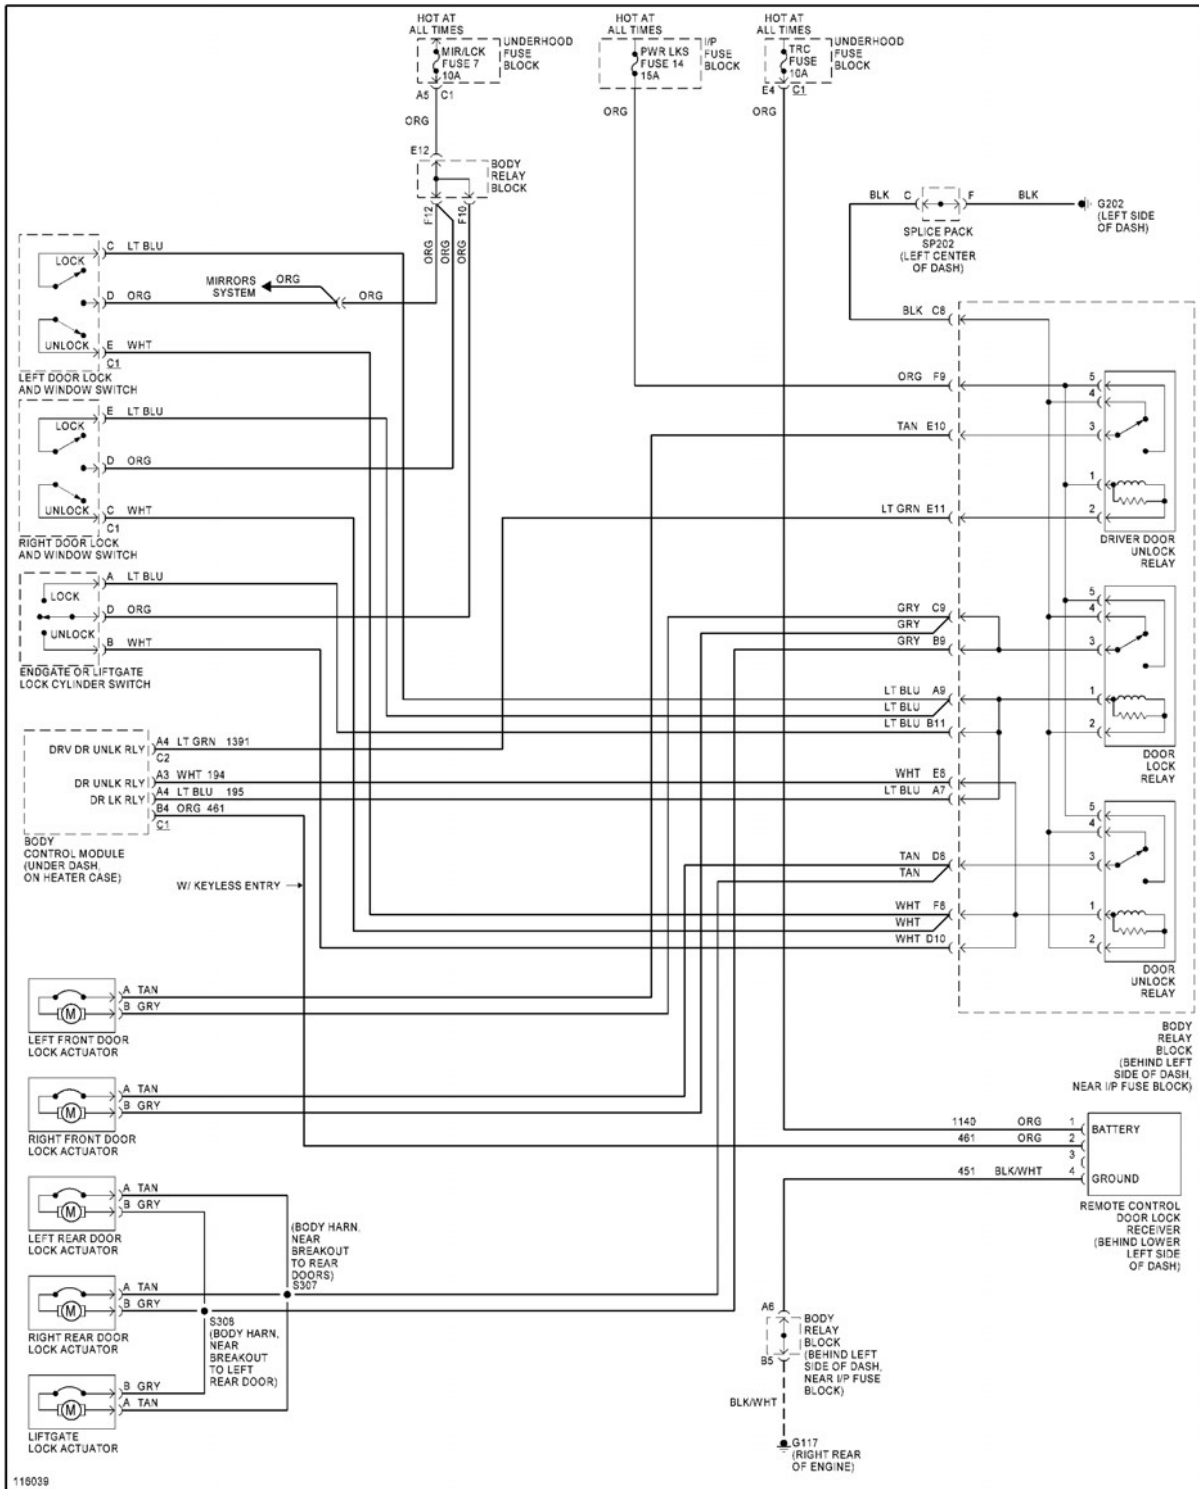 HOT AT
ALL TIMES
MIR/LCK
FUSE 7
10A
UNDERHOOD
FUSE
BLOCK
A5 C1
ORG
E12
BODY
RELAY
BLOCK
F12
F10
ORG
ORG
ORG
HOT AT
ALL TIMES
PWR LKS
FUSE 14
15A
I/P
FUSE
BLOCK
ORG
HOT AT
ALL TIMES
TRC
FUSE
10A
UNDERHOOD
FUSE
BLOCK
E4 C1
ORG
BLK C
F BLK
G202
(LEFT SIDE
OF DASH)
SPLICE PACK
SP202
(LEFT CENTER
OF DASH)
C LT BLU
LOCK
D ORG
MIRRORS
SYSTEM
ORG
ORG
UNLOCK
E WHT
C1
LEFT DOOR LOCK
AND WINDOW SWITCH
E LT BLU
LOCK
D ORG
UNLOCK
C WHT
C1
RIGHT DOOR LOCK
AND WINDOW SWITCH
A LT BLU
LOCK
D ORG
UNLOCK
B WHT
ENDGATE OR LIFTGATE
LOCK CYLINDER SWITCH
DRV DR UNLK RLY
A4 LT GRN 1391
C2
DR UNLK RLY
A3 WHT 194
DR LK RLY
A4 LT BLU 195
B4 ORG 461
C1
BODY
CONTROL MODULE
(UNDER DASH,
ON HEATER CASE)
W/ KEYLESS ENTRY
BLK C8
ORG F9
TAN E10
LT GRN E11
GRY C9
GRY
GRY B9
LT BLU A9
LT BLU
LT BLU B11
WHT E8
LT BLU A7
TAN D8
TAN
WHT F8
WHT
WHT D10
5
4
3
1
2
DRIVER DOOR
UNLOCK
RELAY
5
4
3
1
2
DOOR
LOCK
RELAY
5
4
3
1
2
DOOR
UNLOCK
RELAY
BODY
RELAY
BLOCK
(BEHIND LEFT
SIDE OF DASH,
NEAR I/P FUSE BLOCK)
A TAN
B GRY
M
LEFT FRONT DOOR
LOCK ACTUATOR
A TAN
B GRY
M
RIGHT FRONT DOOR
LOCK ACTUATOR
A TAN
B GRY
M
LEFT REAR DOOR
LOCK ACTUATOR
(BODY HARN,
NEAR
BREAKOUT
TO REAR
DOORS)
S307
A TAN
B GRY
M
RIGHT REAR DOOR
LOCK ACTUATOR
S308
(BODY HARN,
NEAR
BREAKOUT
TO LEFT
REAR DOOR)
B GRY
A TAN
M
LIFTGATE
LOCK ACTUATOR
1140 ORG 1
461 ORG 2
3
451 BLK/WHT 4
BATTERY
GROUND
REMOTE CONTROL
DOOR LOCK
RECEIVER
(BEHIND LOWER
LEFT SIDE
OF DASH)
A6
B5
BODY
RELAY
BLOCK
(BEHIND LEFT
SIDE OF DASH,
NEAR I/P FUSE
BLOCK)
BLK/WHT
G117
(RIGHT REAR
OF ENGINE)
116039